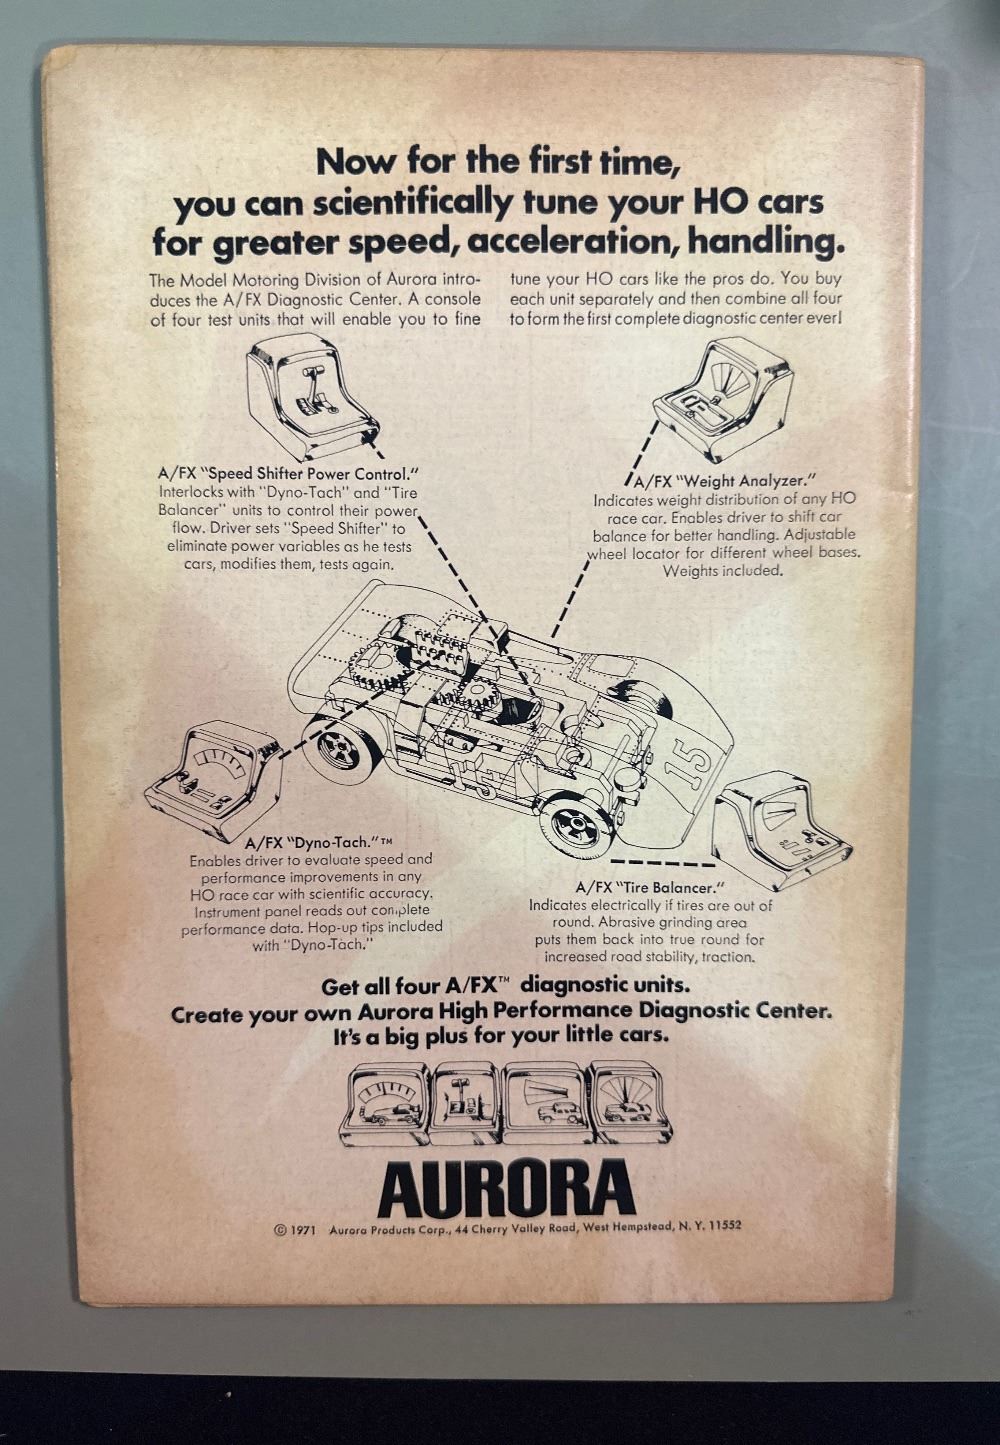 Now for the first time,
you can scientifically tune your HO cars
for greater speed, acceleration, handling.
The Model Motoring Division of Aurora intro-
duces the A/FX Diagnostic Center. A console
of four test units that will enable you to fine
tune your HO cars like the pros do. You buy
each unit separately and then combine all four
to form the first complete diagnostic center ever!
A/FX "Speed Shifter Power Control."
Interlocks with "Dyno-Tach" and "Tire
Balancer" units to control their power
flow. Driver sets "Speed Shifter" to
eliminate power variables as he tests
cars, modifies them, tests again.
A/FX "Weight Analyzer."
Indicates weight distribution of any HO
race car. Enables driver to shift car
balance for better handling. Adjustable
wheel locator for different wheel bases.
Weights included.
15
A/FX "Dyno-Tach."™
Enables driver to evaluate speed and
performance improvements in any
HO race car with scientific accuracy.
Instrument panel reads out complete
performance data. Hop-up tips included
with "Dyno-Tach."
A/FX "Tire Balancer."
Indicates electrically if tires are out of
round. Abrasive grinding area
puts them back into true round for
increased road stability, traction.
Get all four A/FX™ diagnostic units.
Create your own Aurora High Performance Diagnostic Center.
It's a big plus for your little cars.
AURORA
© 1971 Aurora Products Corp., 44 Cherry Valley Road, West Hempstead, N. Y. 11552